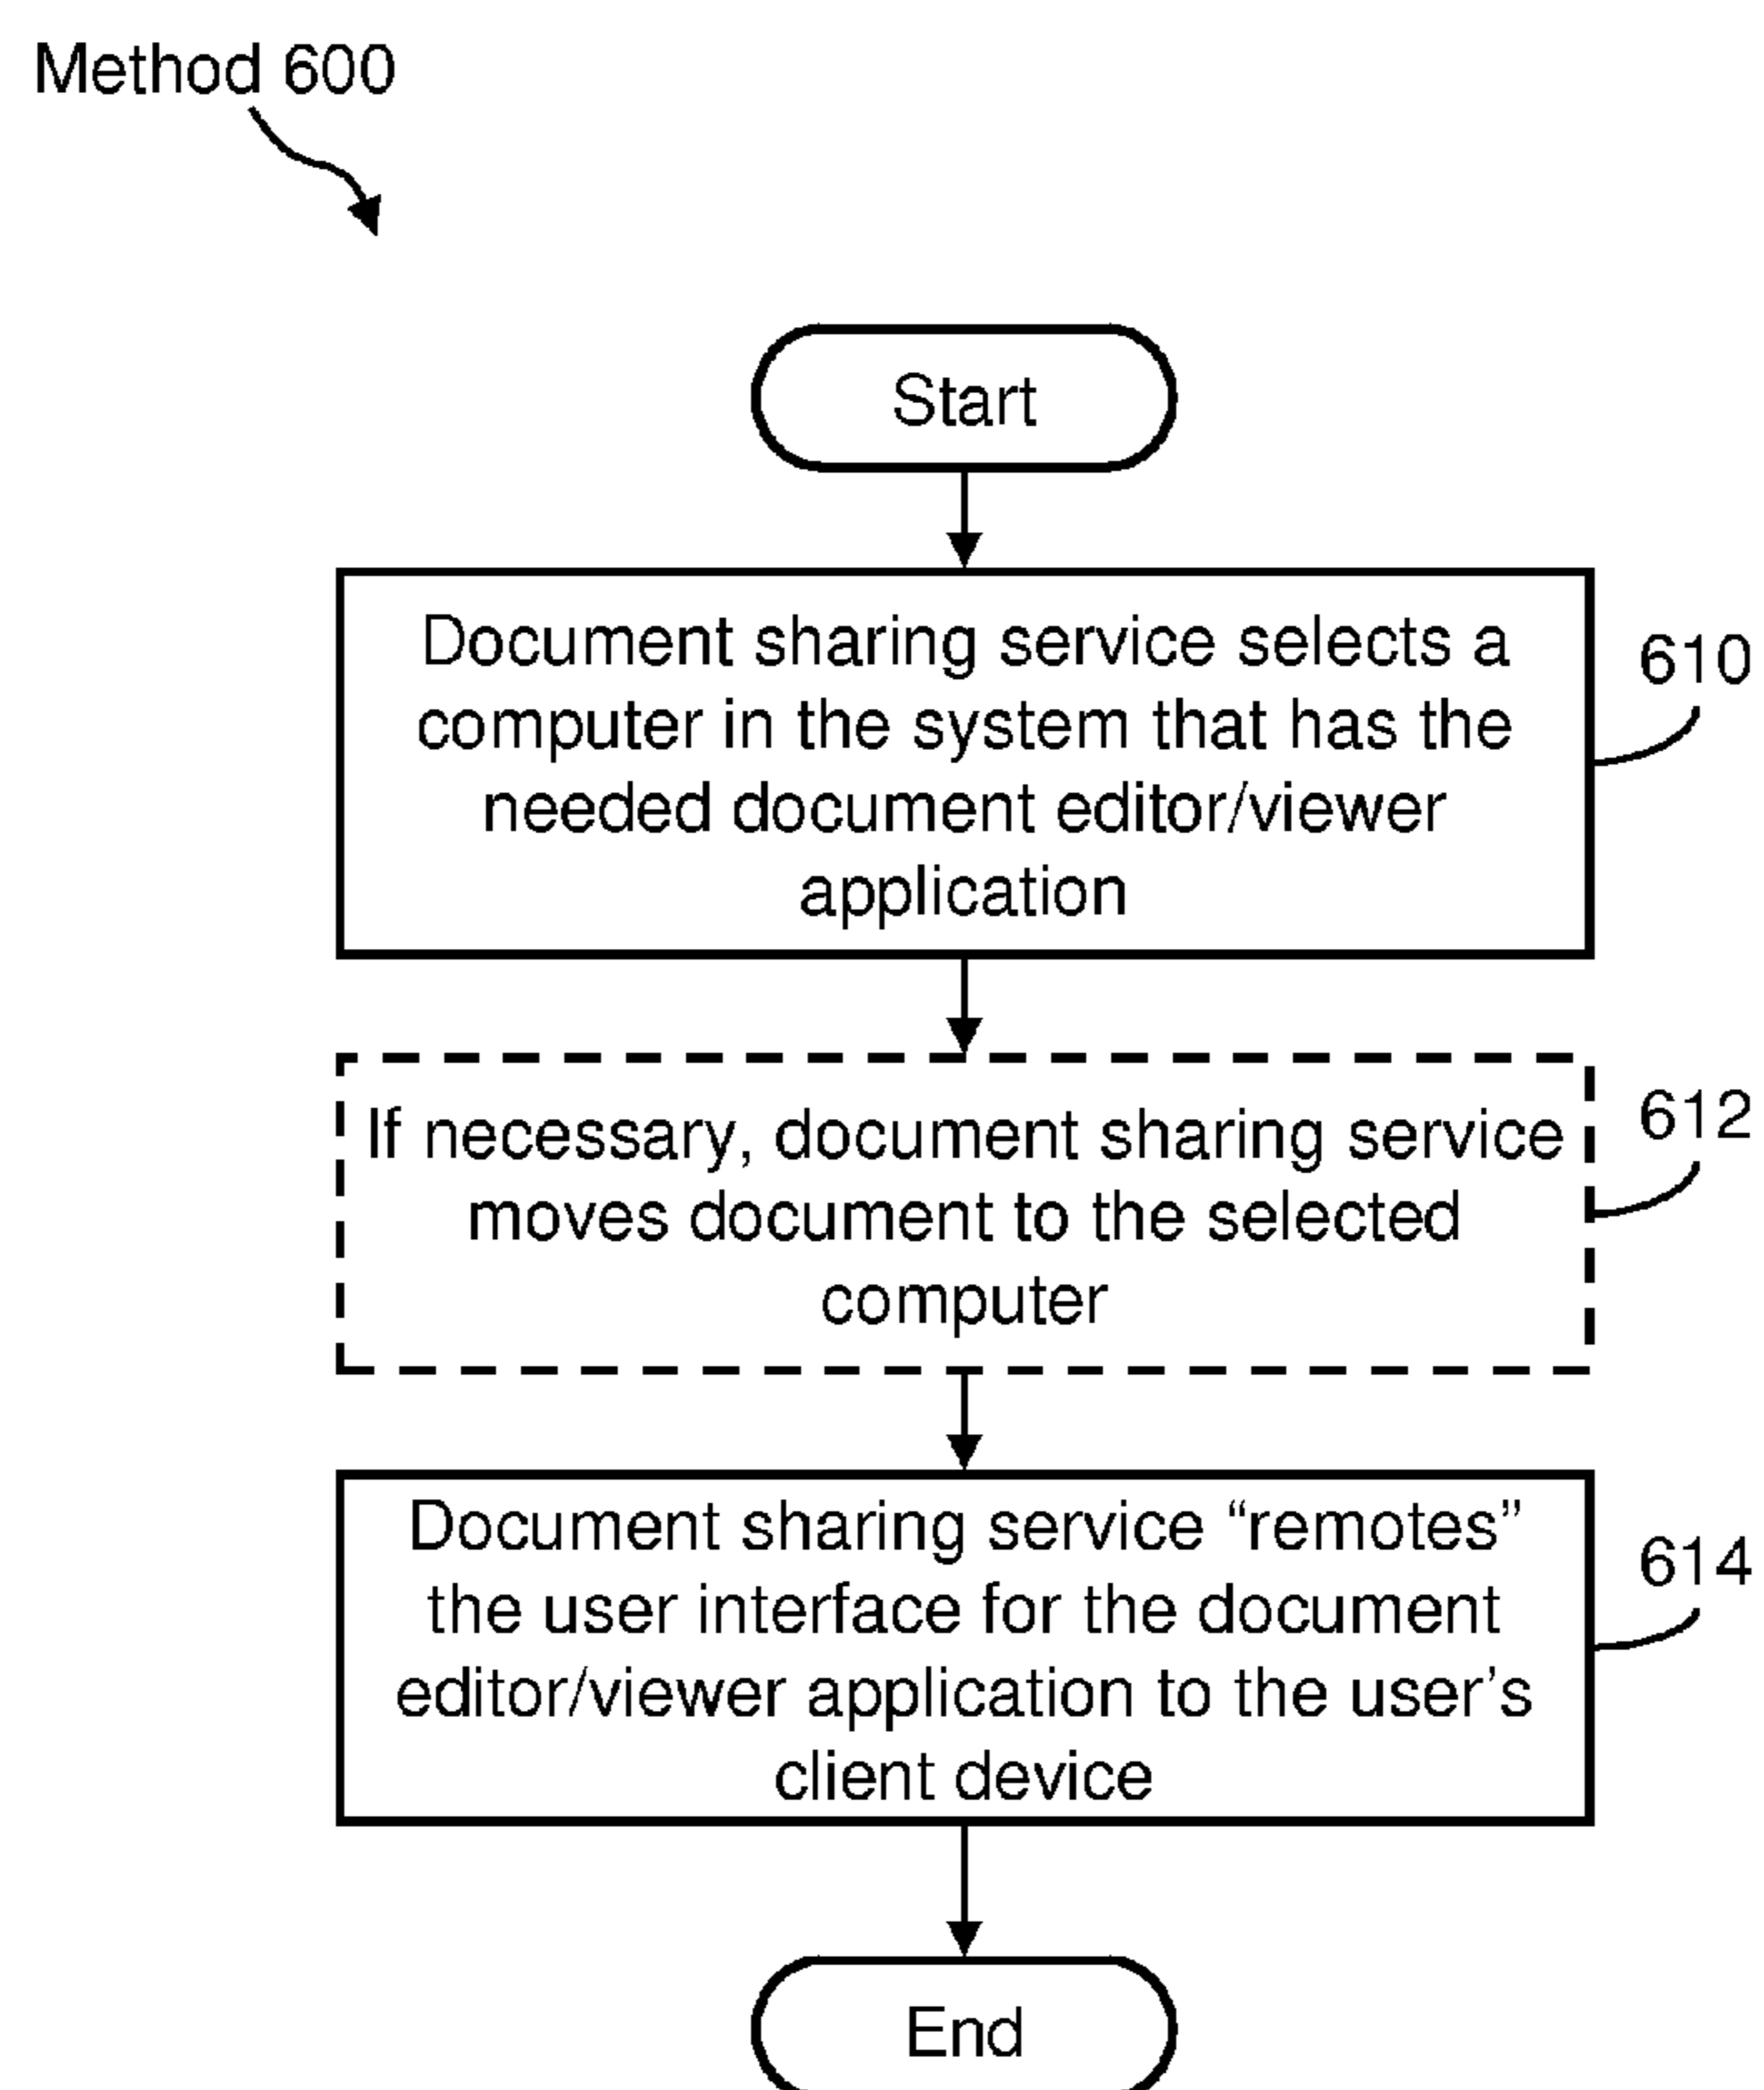 Method 600
Start
Document sharing service selects a
computer in the system that has the
needed document editor/viewer
application
610
If necessary, document sharing service
moves document to the selected
computer
612
Document sharing service “remotes”
the user interface for the document
editor/viewer application to the user’s
client device
614
End